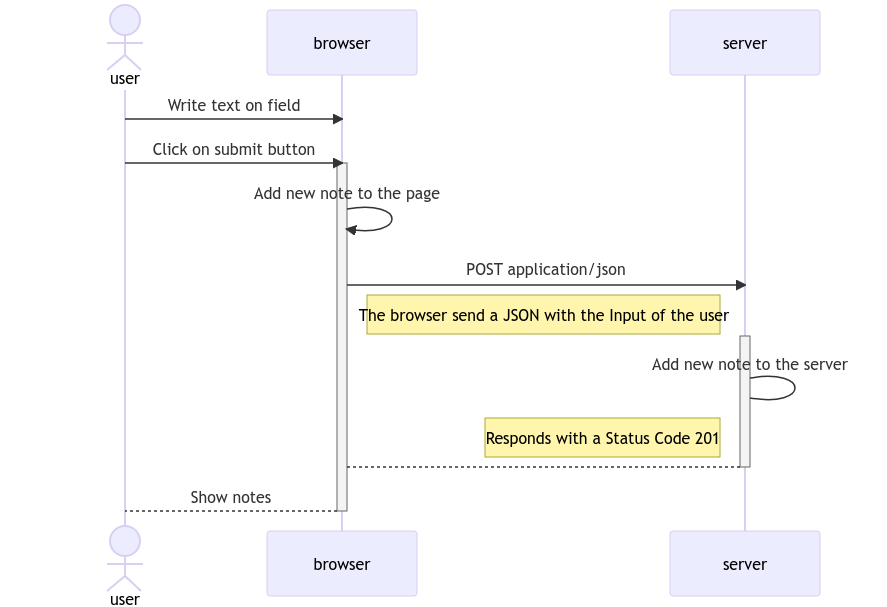 browser
server
user
Write text on field
Click on submit button
Add new note to the page
POST application/json
The browser send a JSON with the Input of the user
Add new note to the server
Responds with a Status Code 201
Show notes
browser
server
user